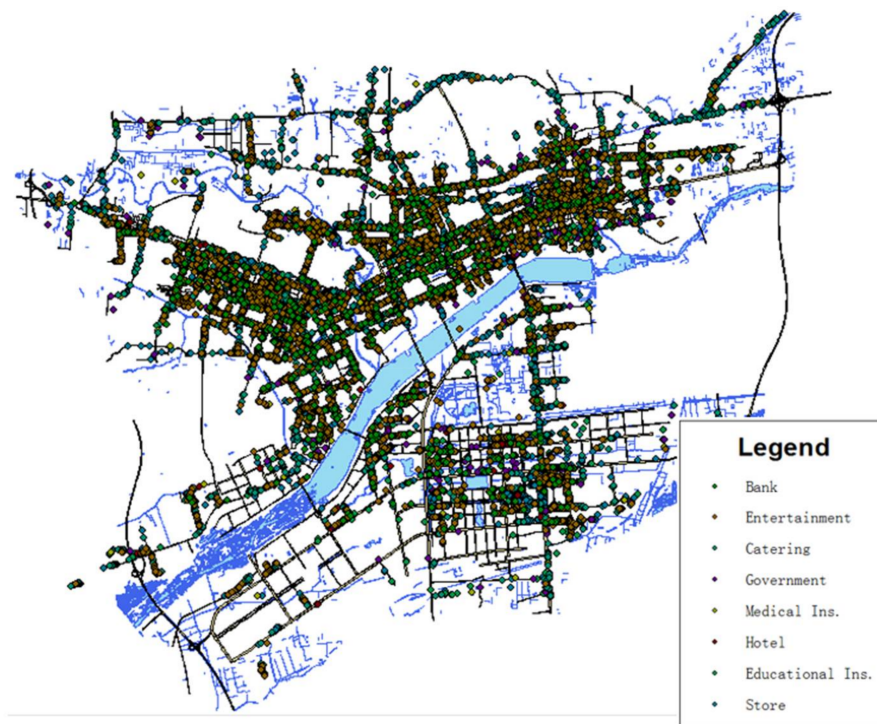 Legend
Bank
Entertainment
Catering
Government
Medical Ins.
Hotel
Educational Ins.
Store